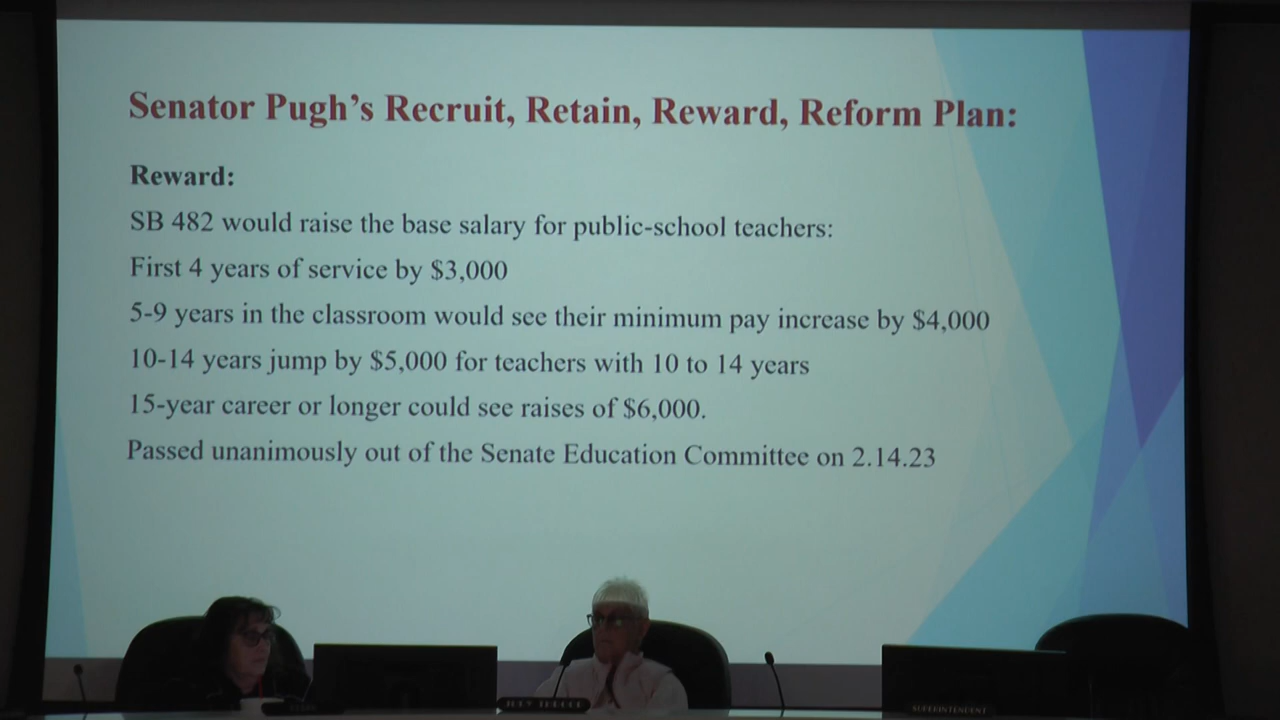 Senator Pugh’s Recruit, Retain, Reward, Reform Plan:
Reward:
SB 482 would raise the base salary for public-school teachers:
First 4 years of service by $3,000
5-9 years in the classroom would see their minimum pay increase by $4,000
10-14 years jump by $5,000 for teachers with 10 to 14 years
15-year career or longer could see raises of $6,000.
Passed unanimously out of the Senate Education Committee on 2.14.23
SUPERINTENDENT